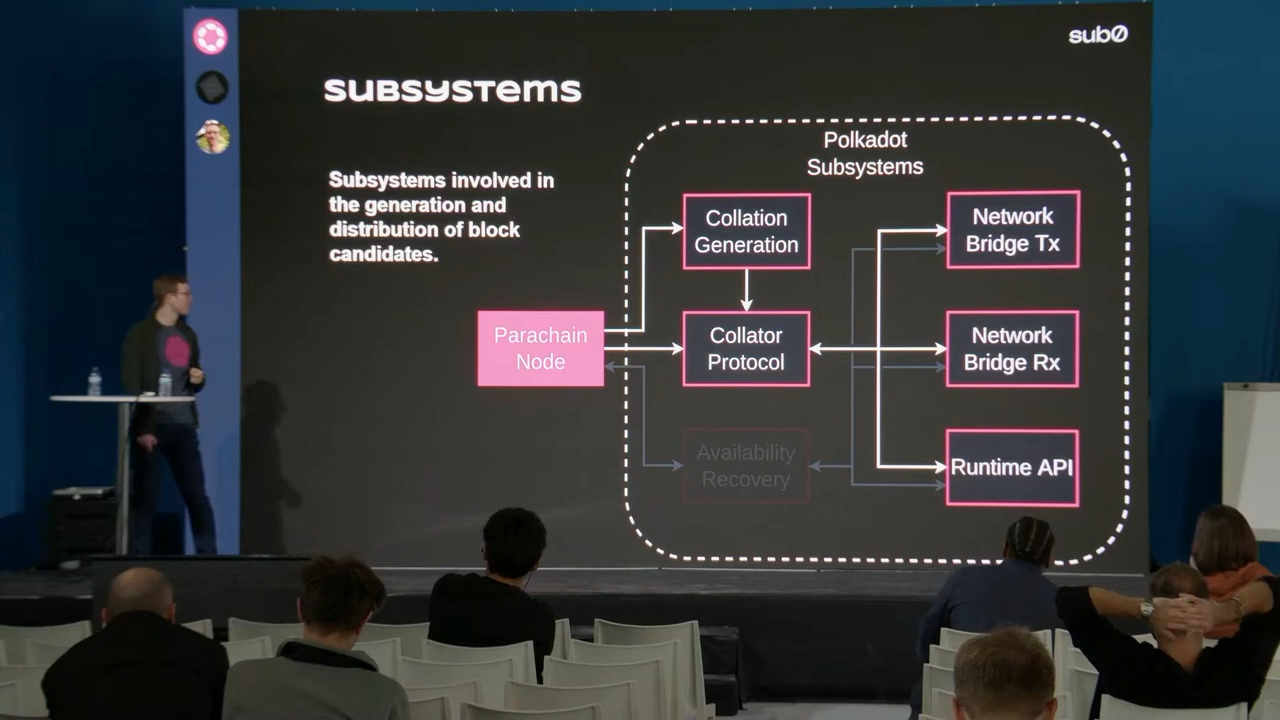 sub0
SUBSYSTEMS
Subsystems involved in
the generation and
distribution of block
candidates.
Polkadot
Subsystems
Collation
Generation
Network
Bridge Tx
Parachain
Node
Collator
Protocol
Network
Bridge Rx
Availability
Recovery
Runtime API